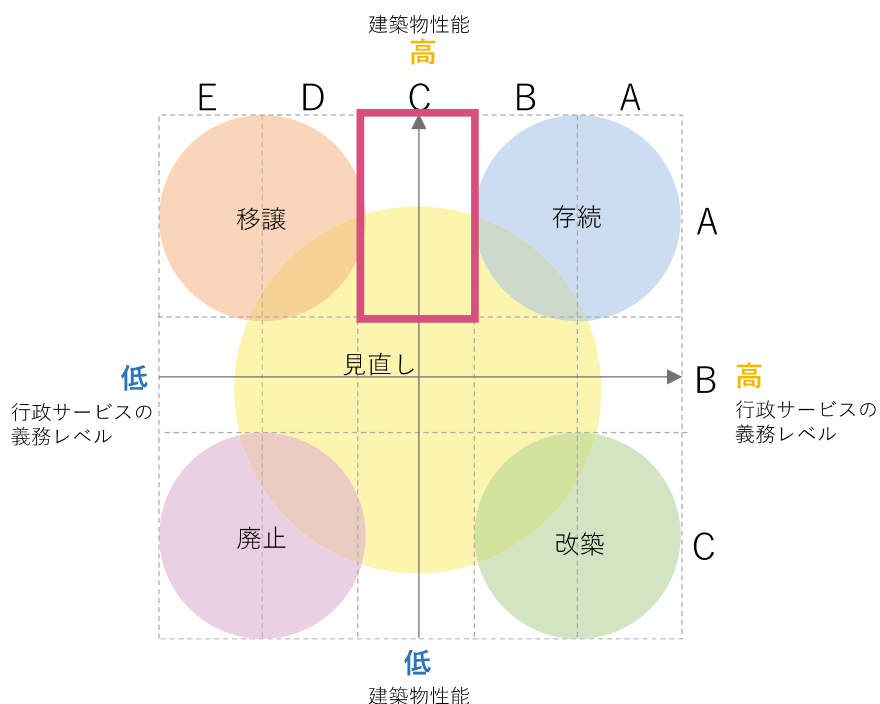 建築物性能
高
E D C B A
移譲 存続 A
見直し
低 B 高
行政サービスの
義務レベル
行政サービスの
義務レベル
廃止 改築 C
低
建築物性能